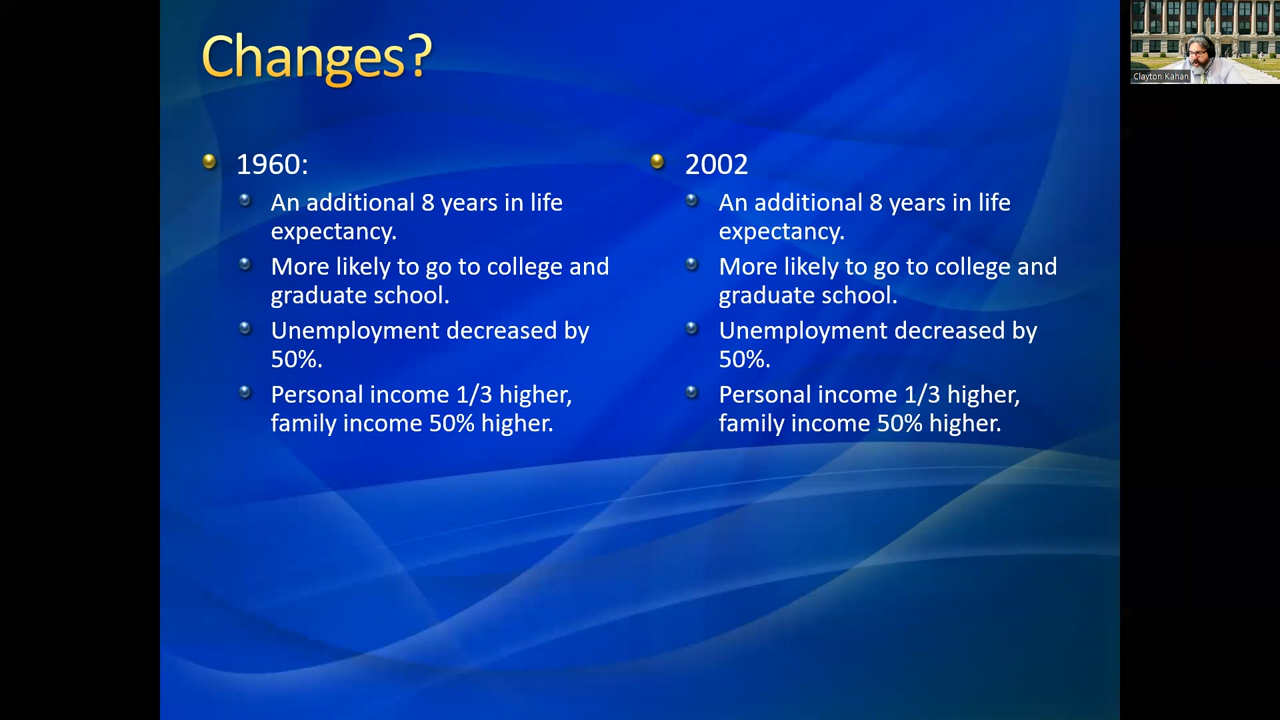 Changes?
1960:
An additional 8 years in life
expectancy.
More likely to go to college and
graduate school.
Unemployment decreased by
50%.
Personal income 1/3 higher,
family income 50% higher.
2002
An additional 8 years in life
expectancy.
More likely to go to college and
graduate school.
Unemployment decreased by
50%.
Personal income 1/3 higher,
family income 50% higher.
Clayton Kahan